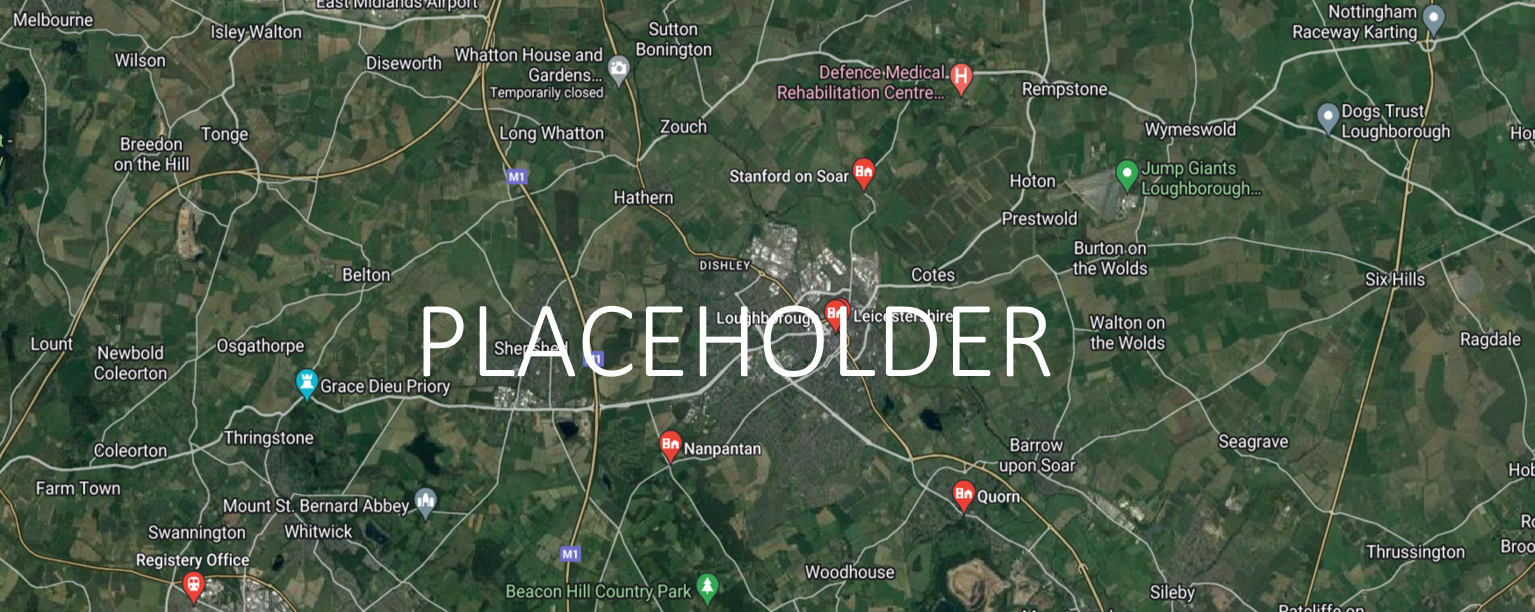 East Midlands Airport
Melbourne
Isley Walton
Sutton
Bonington
Nottingham
Raceway Karting
Wilson
Diseworth
Whatton House and
Gardens...
Temporarily closed
Defence Medical
Rehabilitation Centre...
Rempstone
Breedon
on the Hill
Tonge
Long Whatton
Zouch
Wymeswold
Dogs Trust
Loughborough
M1
Stanford on Soar
Hoton
Jump Giants
Loughborough...
Hathern
Prestwold
Belton
DISHLEY
Cotes
Burton on
the Wolds
Six Hills
PLACEHOLDER
Loughborough
Leicestershire
Lount
Newbold
Coleorton
Osgathorpe
Shepshed
Walton on
the Wolds
Ragdale
Grace Dieu Priory
Coleorton
Thringstone
Nanpantan
Barrow
upon Soar
Seagrave
Farm Town
Mount St. Bernard Abbey
Quorn
Swannington
Whitwick
Registery Office
M1
Beacon Hill Country Park
Woodhouse
Thrussington
Sileby
Ratcliffe on